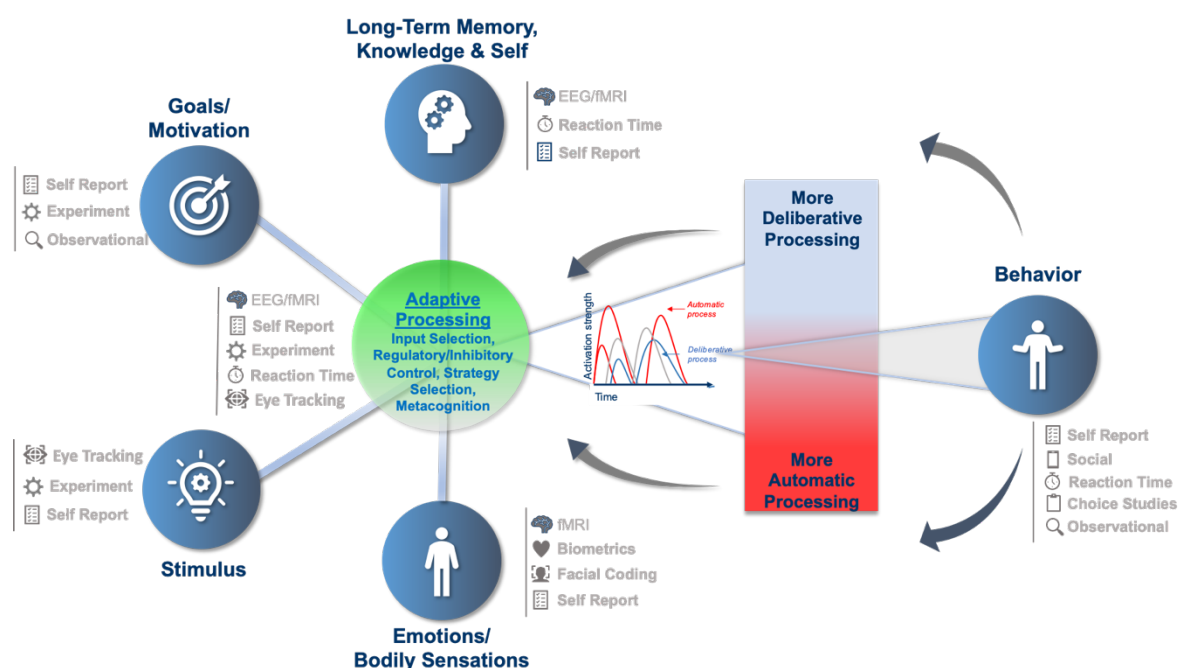 Long-Term Memory,
Knowledge & Self
EEG/fMRI
Reaction Time
Self Report
Goals/
Motivation
Self Report
Experiment
Observational
EEG/fMRI
Self Report
Experiment
Reaction Time
Eye Tracking
Adaptive
Processing
Input Selection,
Regulatory/Inhibitory
Control, Strategy
Selection,
Metacognition
Activation strength
Time
Automatic
process
Deliberative
process
More
Deliberative
Processing
More
Automatic
Processing
Behavior
Self Report
Social
Reaction Time
Choice Studies
Observational
Eye Tracking
Experiment
Self Report
Stimulus
fMRI
Biometrics
Facial Coding
Self Report
Emotions/
Bodily Sensations